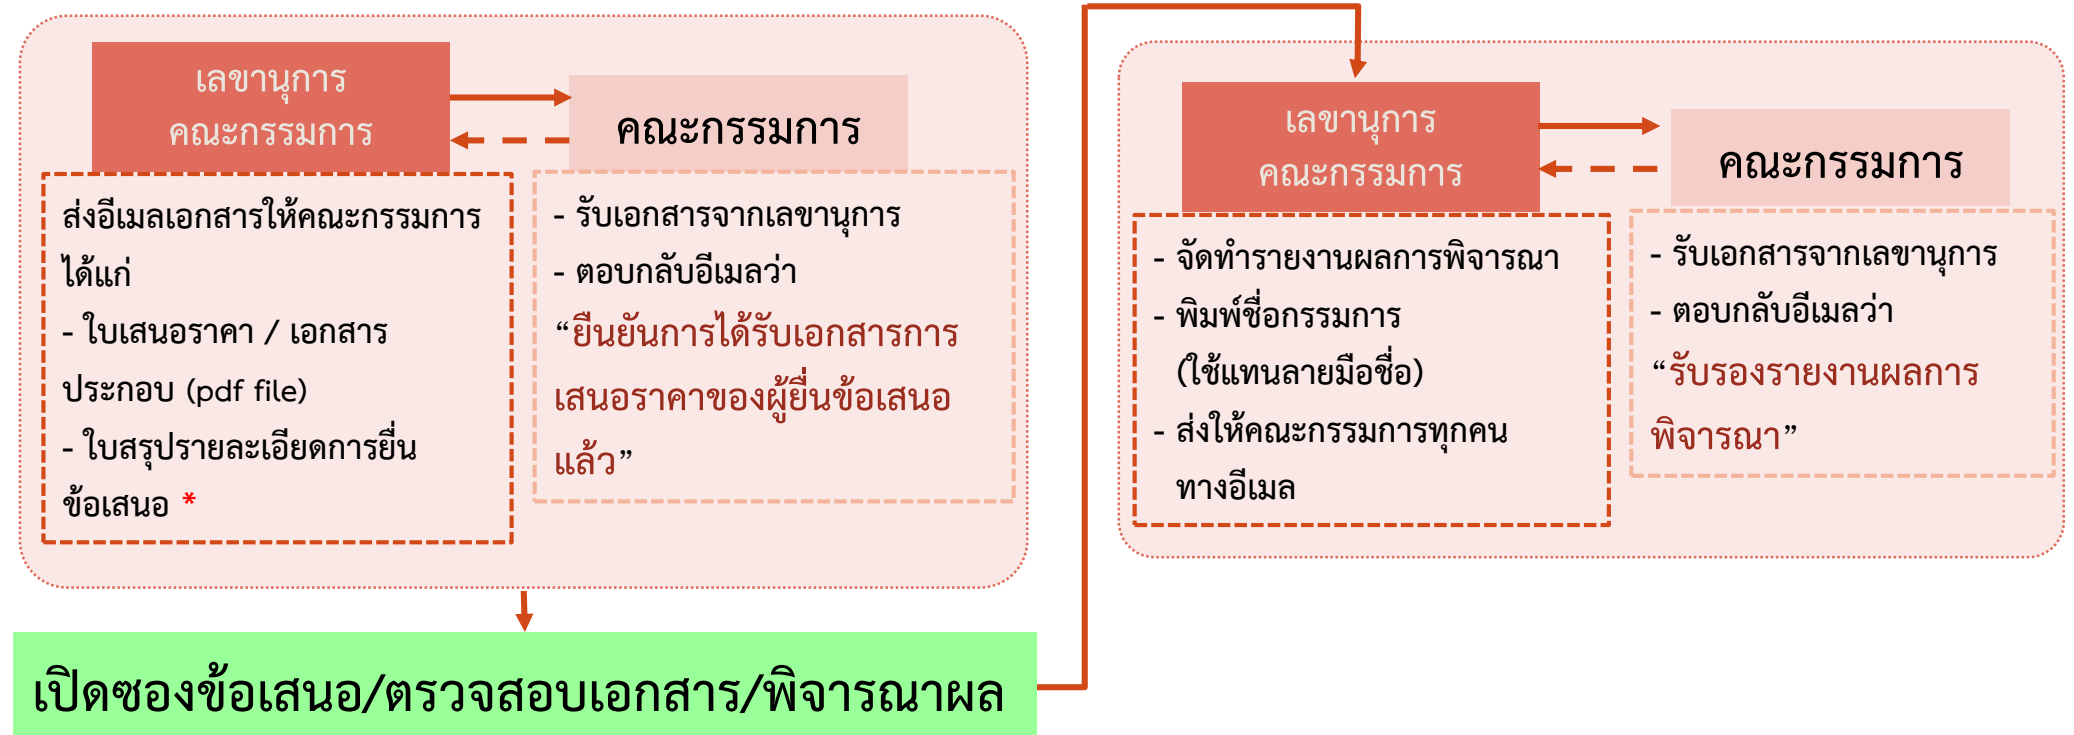 เลขานุการ
คณะกรรมการ
คณะกรรมการ
ส่งอีเมลเอกสารให้คณะกรรมการ
ได้แก่
- ใบเสนอราคา / เอกสาร
ประกอบ (pdf file)
- ใบสรุปรายละเอียดการยื่น
ข้อเสนอ *
- รับเอกสารจากเลขานุการ
- ตอบกลับอีเมลว่า
“ยืนยันการได้รับเอกสารการ
เสนอราคาของผู้ยื่นข้อเสนอ
แล้ว”
เปิดซองข้อเสนอ/ตรวจสอบเอกสาร/พิจารณาผล
เลขานุการ
คณะกรรมการ
คณะกรรมการ
- จัดทำรายงานผลการพิจารณา
- พิมพ์ชื่อกรรมการ
(ใช้แทนลายมือชื่อ)
- ส่งให้คณะกรรมการทุกคน
ทางอีเมล
- รับเอกสารจากเลขานุการ
- ตอบกลับอีเมลว่า
“รับรองรายงานผลการ
พิจารณา”